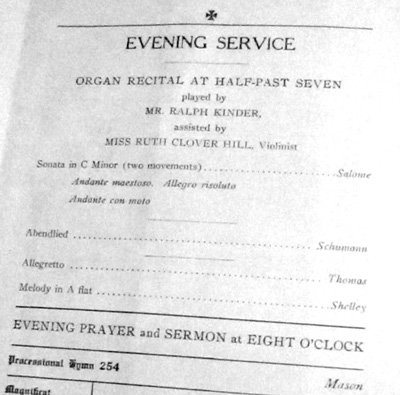 EVENING SERVICE
ORGAN RECITAL AT HALF-PAST SEVEN
played by
MR. RALPH KINDER,
assisted by
MISS RUTH CLOVER HILL, Violinist
Sonata in C Minor (two movements) Salome
Andante maestoso. Allegro risoluto
Andante con moto
Abendlied Schumann
Allegretto Thomas
Melody in A flat Shelley
EVENING PRAYER and SERMON at EIGHT O'CLOCK
Processional Hymn 254 Mason
Magnificat